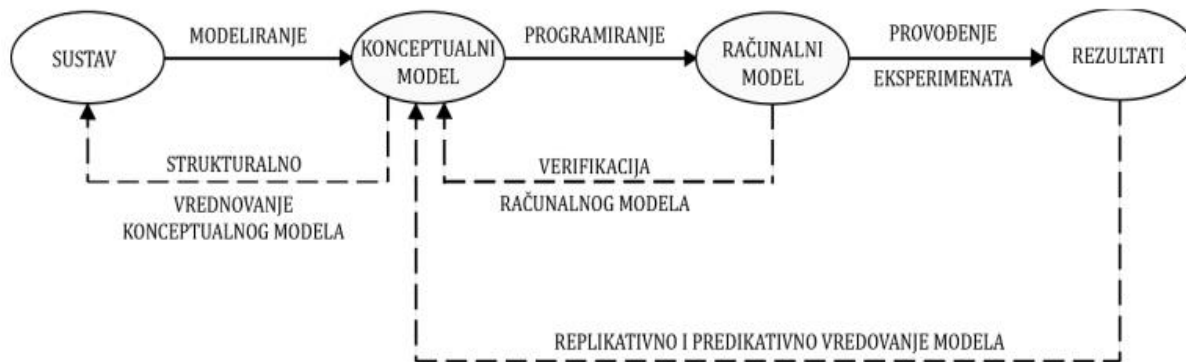 SUSTAV
MODELIRANJE
KONCEPTUALNI
MODEL
PROGRAMIRANJE
RAČUNALNI
MODEL
PROVOĐENJE
EKSPERIMENATA
REZULTATI
STRUKTURALNO
VREDNOVANJE
KONCEPTUALNOG MODELA
VERIFIKACIJA
RAČUNALNOG MODELA
REPLIKATIVNO I PREDIKATIVNO VREDOVANJE MODELA